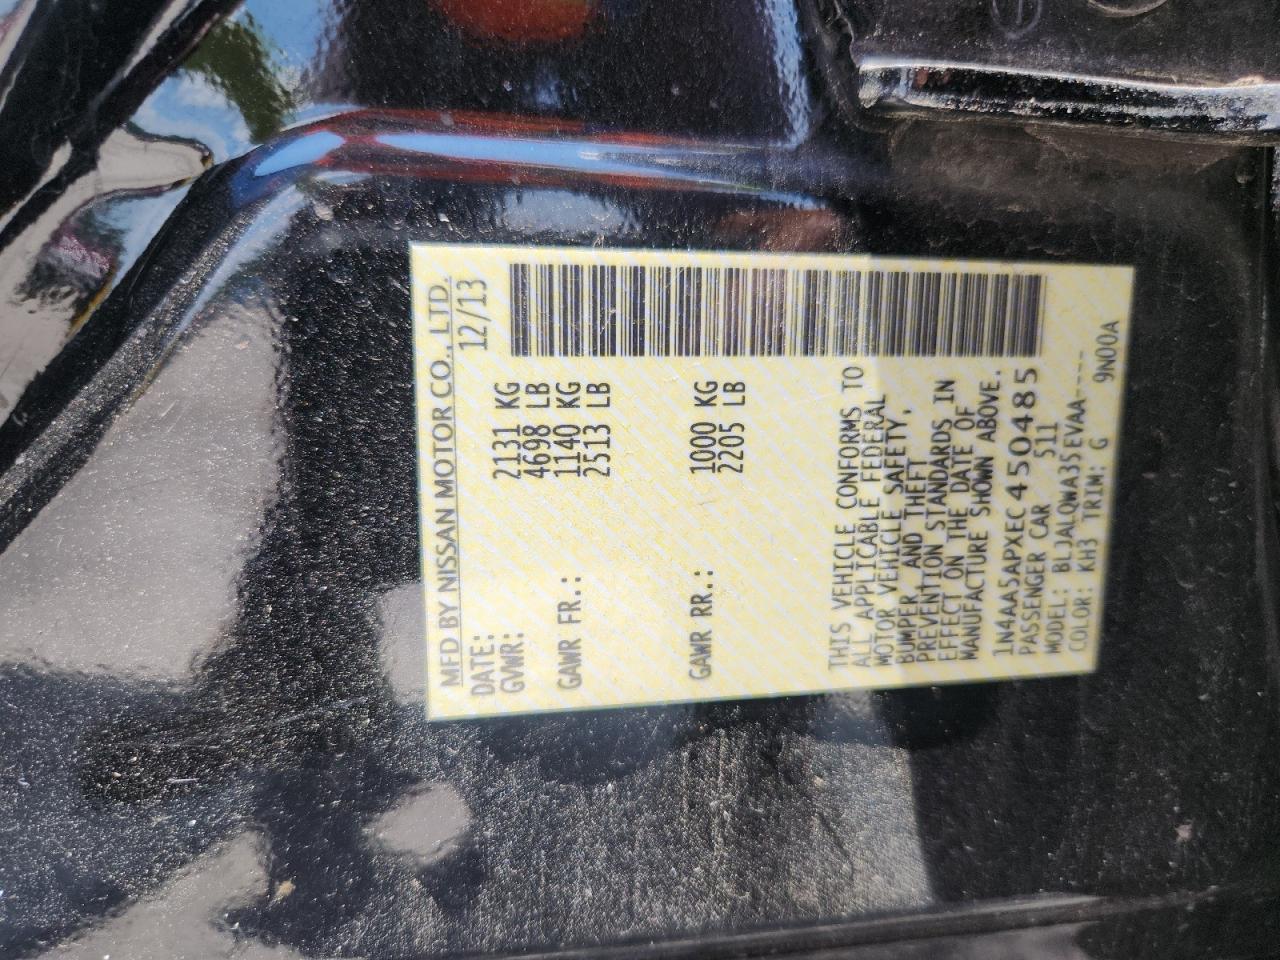 MFD BY NISSAN MOTOR CO., LTD.
DATE: 12/13
GVWR: 2131 KG
4698 LB
GAWR FR.: 1140 KG
2513 LB
GAWR RR.: 1000 KG
2205 LB
THIS VEHICLE CONFORMS TO
ALL APPLICABLE FEDERAL
MOTOR VEHICLE SAFETY,
BUMPER AND THEFT
PREVENTION STANDARDS IN
EFFECT ON THE DATE OF
MANUFACTURE SHOWN ABOVE.
1N4AA5APXEC450485
PASSENGER CAR 511
MODEL: BLJALQWA35EVAA----
COLOR: KH3 TRIM: G 9N00A